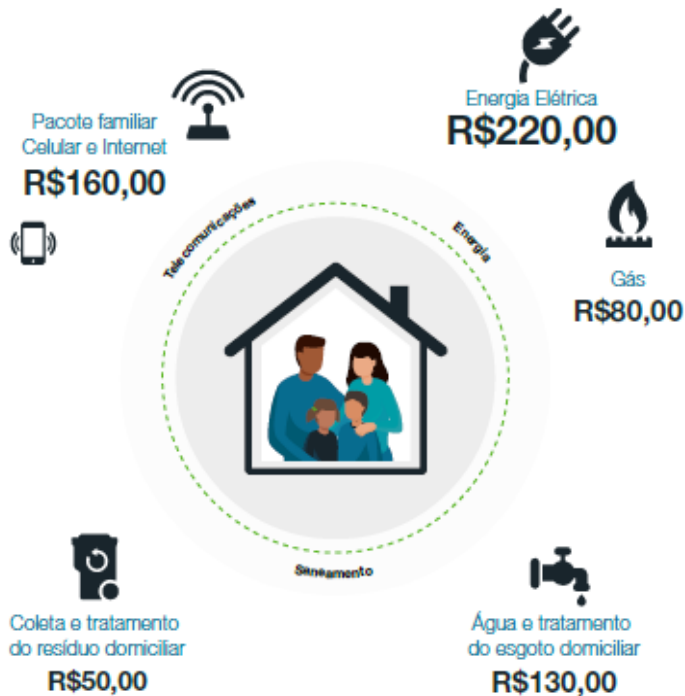 Energia Elétrica
R$220,00
Pacote familiar
Celular e Internet
R$160,00
Telecomunicações
Energia
Gás
R$80,00
Saneamento
Coleta e tratamento
do resíduo domiciliar
R$50,00
Água e tratamento
do esgoto domiciliar
R$130,00